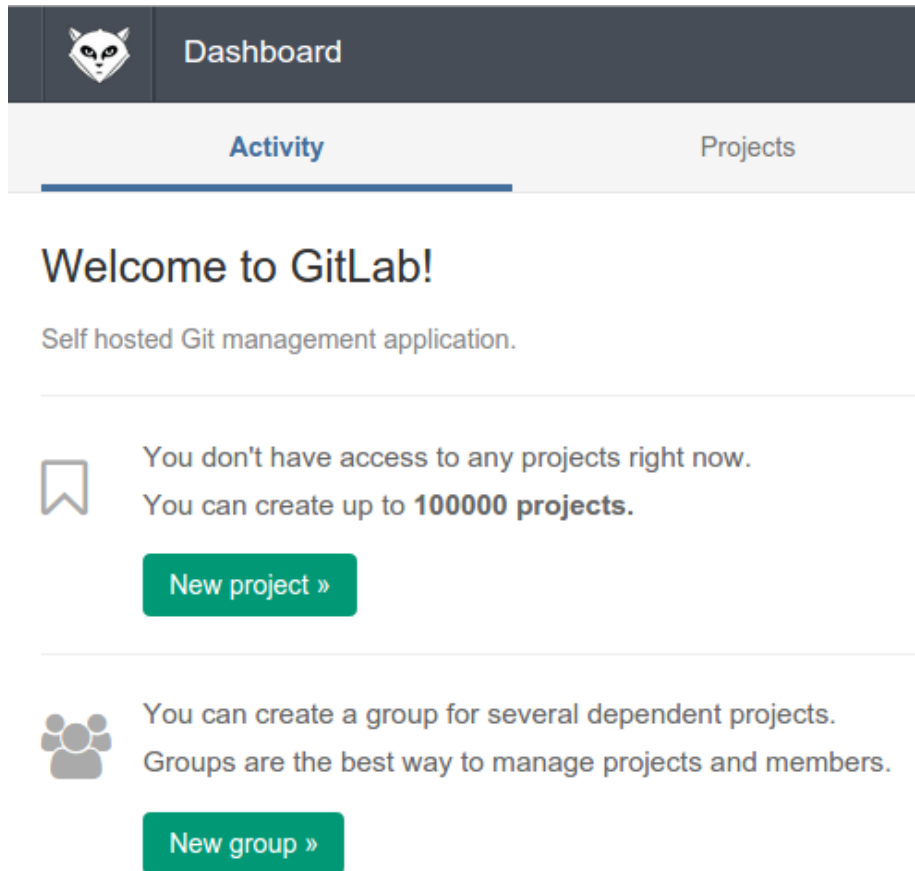 Dashboard
Activity Projects
Welcome to GitLab!
Self hosted Git management application.
You don't have access to any projects right now.
You can create up to 100000 projects.
New project »
You can create a group for several dependent projects.
Groups are the best way to manage projects and members.
New group »